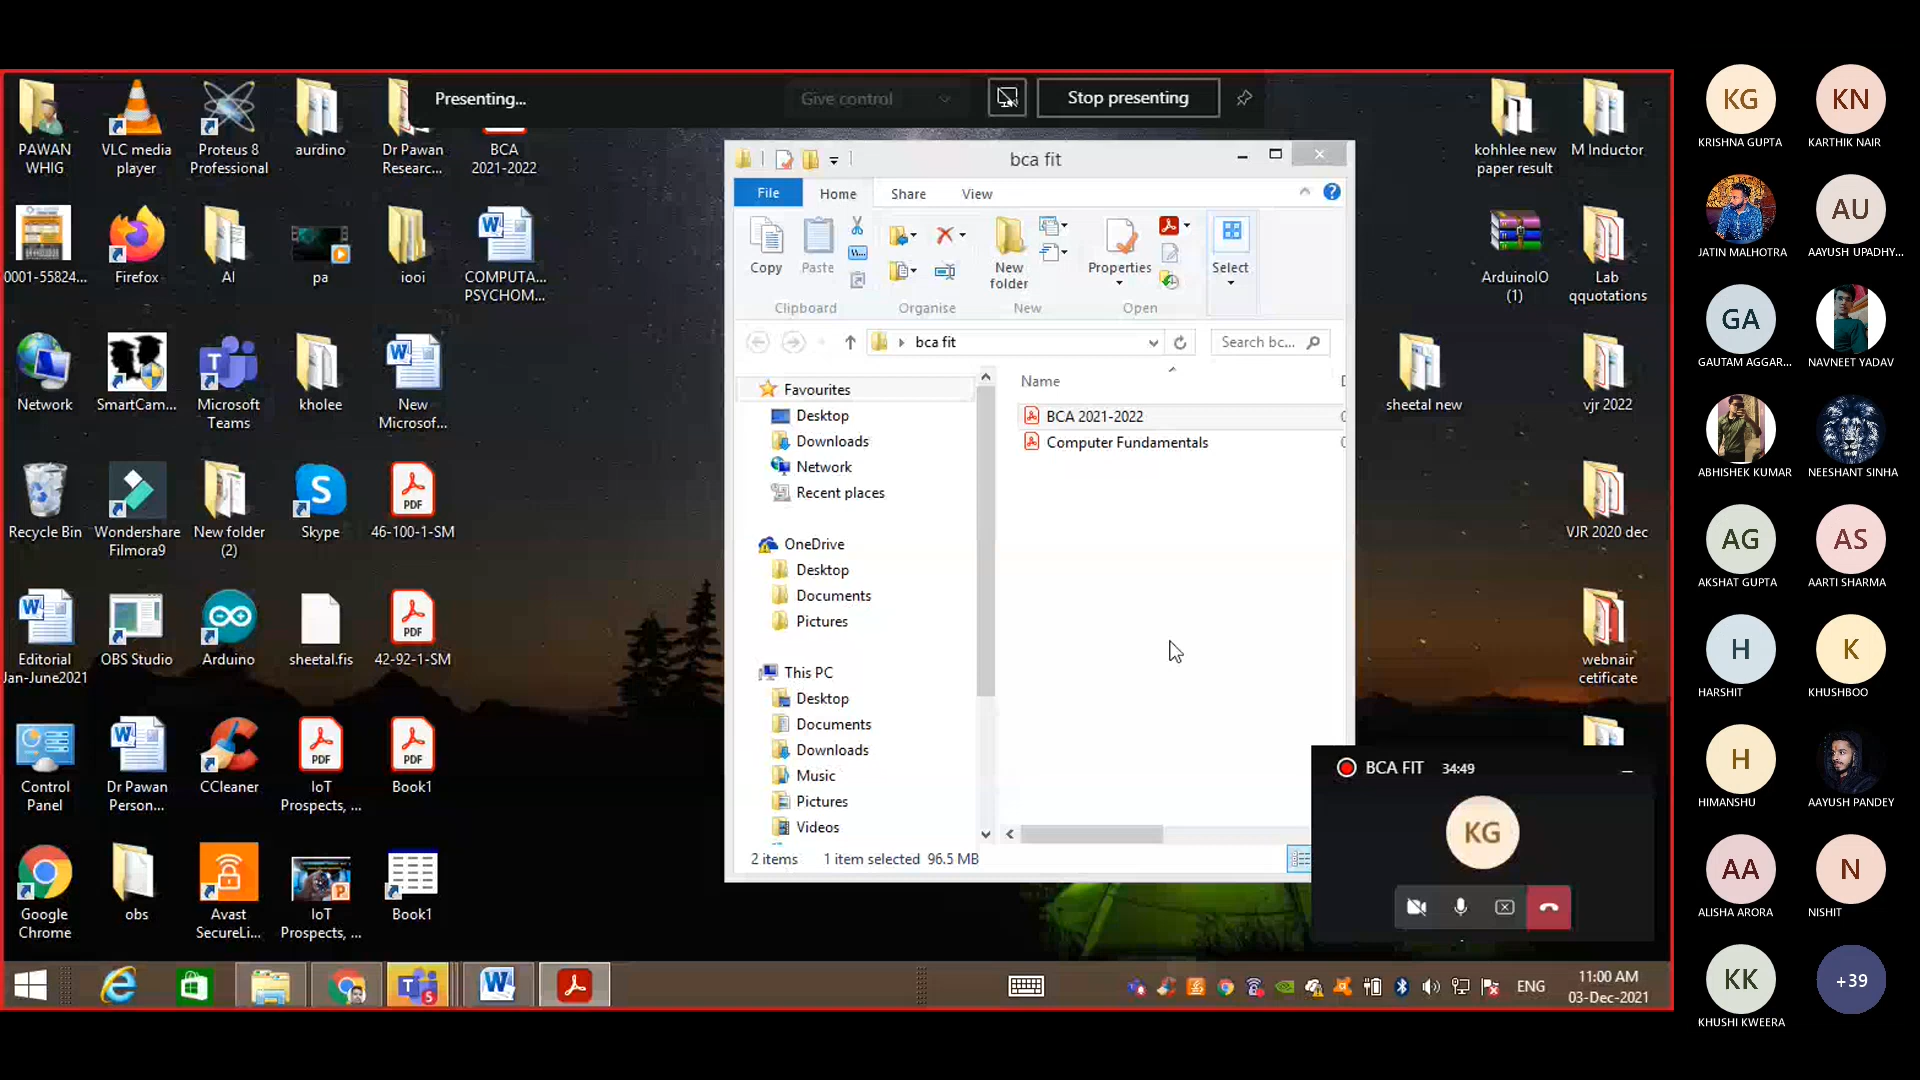 Presenting...
Give control
Stop presenting
PAWAN
WHIG
VLC media
player
Proteus 8
Professional
aurdino
Dr Pawan
Researc...
BCA
2021-2022
0001-55824...
Firefox
AI
pa
iooi
COMPUTA...
PSYCHOM...
Network
SmartCam...
Microsoft
Teams
kholee
New
Microsof...
Recycle Bin
Wondershare
Filmora9
New folder
(2)
Skype
PDF
46-100-1-SM
Editorial
Jan-June2021
OBS Studio
Arduino
sheetal.fis
PDF
42-92-1-SM
Control
Panel
Dr Pawan
Person...
CCleaner
PDF
IoT
Prospects, ...
PDF
Book1
Google
Chrome
obs
Avast
SecureLi...
IoT
Prospects, ...
Book1
bca fit
File
Home
Share
View
Copy
Paste
New
folder
Properties
Select
Clipboard
Organise
New
Open
bca fit
Search bc...
Favourites
Desktop
Downloads
Network
Recent places
OneDrive
Desktop
Documents
Pictures
This PC
Desktop
Documents
Downloads
Music
Pictures
Videos
Name
BCA 2021-2022
Computer Fundamentals
2 items
1 item selected 96.5 MB
kohhlee new
paper result
M Inductor
ArduinoIO
(1)
Lab
qquotations
sheetal new
vjr 2022
VJR 2020 dec
webnair
cetificate
BCA FIT 34:49
KG
ENG
11:00 AM
03-Dec-2021
KG
KRISHNA GUPTA
KN
KARTHIK NAIR
JATIN MALHOTRA
AU
AAYUSH UPADHY...
GA
GAUTAM AGGAR...
NAVNEET YADAV
ABHISHEK KUMAR
NEESHANT SINHA
AG
AKSHAT GUPTA
AS
AARTI SHARMA
H
HARSHIT
K
KHUSHBOO
H
HIMANSHU
AAYUSH PANDEY
AA
ALISHA ARORA
N
NISHIT
KK
KHUSHI KWEERA
+39